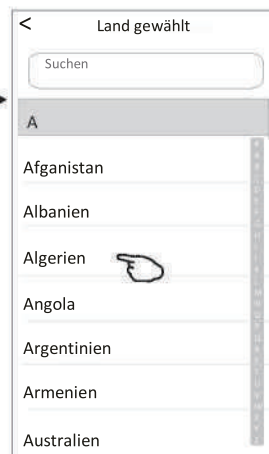 < Land gewählt
Suchen
A
Afganistan
Albanien
Algerien
Angola
Argentinien
Armenien
Australien